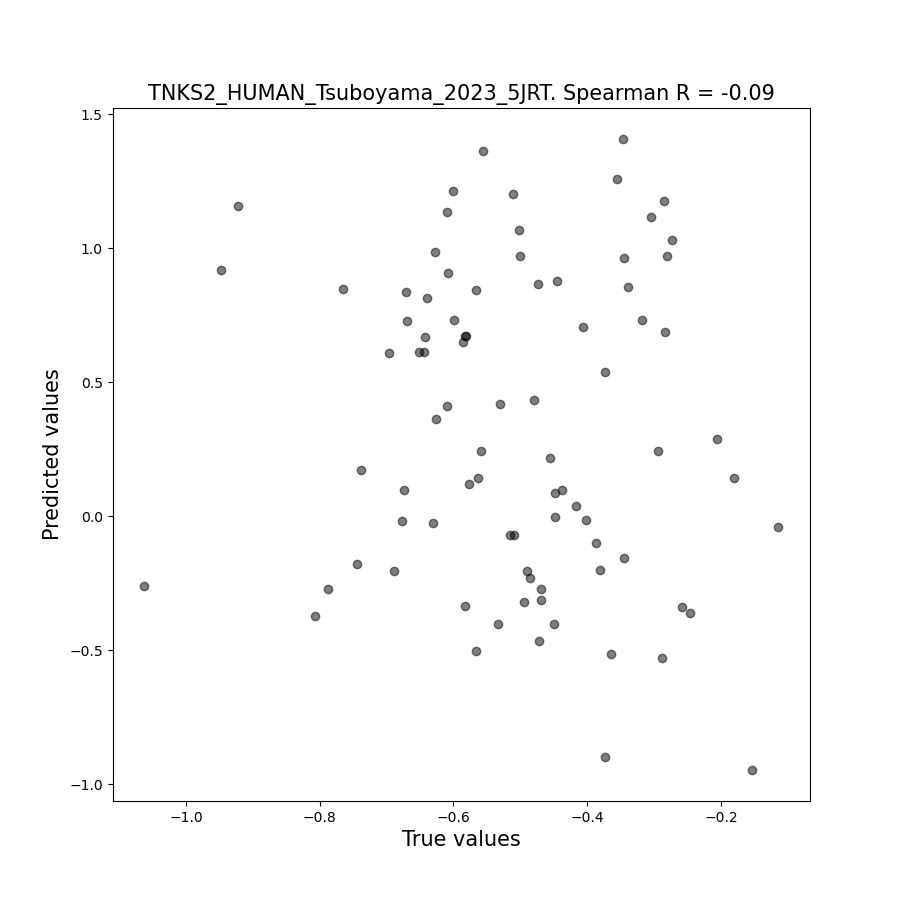 TNKS2_HUMAN_Tsuboyama_2023_5JRT. Spearman R = -0.09
1.5
1.0
0.5
0.0
−0.5
−1.0
Predicted values
−1.0 −0.8 −0.6 −0.4 −0.2
True values